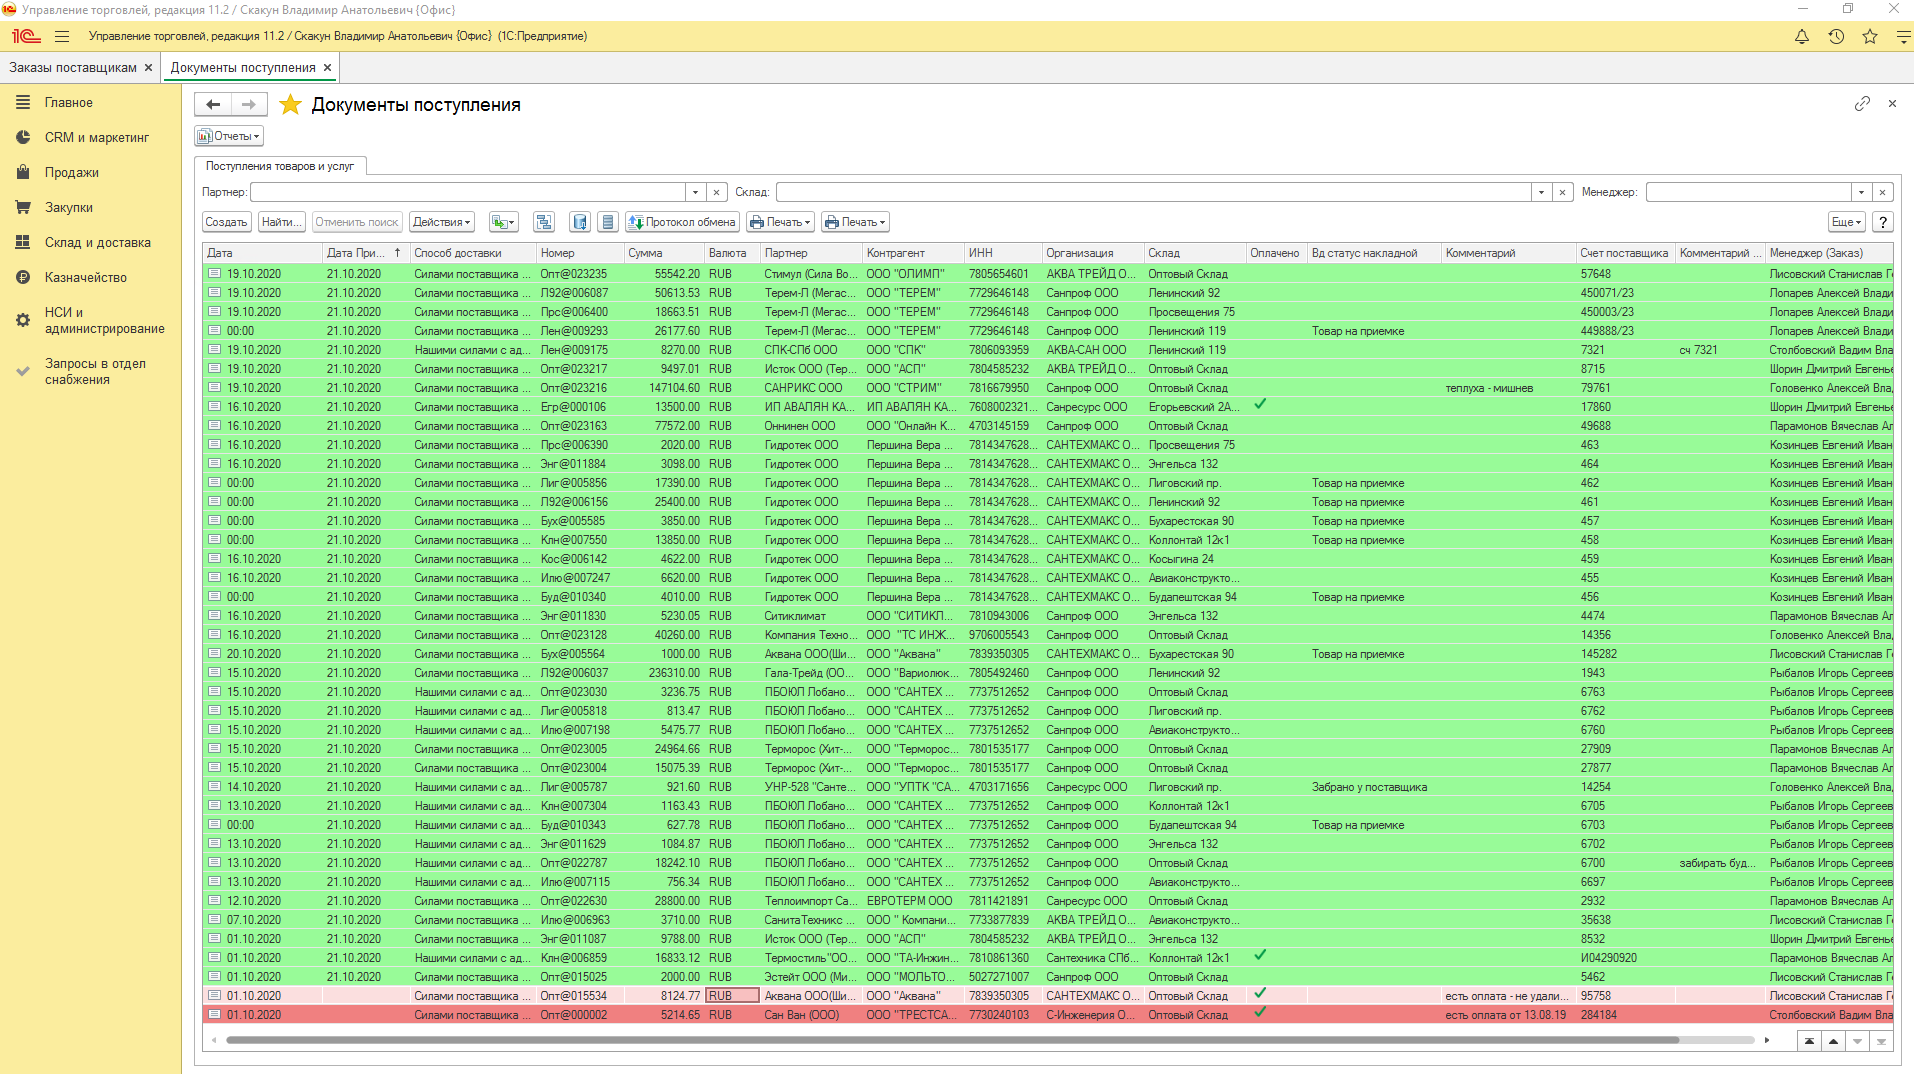 Управление торговлей, редакция 11.2 / Скакун Владимир Анатольевич {Офис}
Управление торговлей, редакция 11.2 / Скакун Владимир Анатольевич {Офис} (1С:Предприятие)
Заказы поставщикам Документы поступления
Главное
CRM и маркетинг
Продажи
Закупки
Склад и доставка
Казначейство
НСИ и
администрирование
Запросы в отдел
снабжения
Документы поступления
Отчеты
Поступления товаров и услуг
Партнер: Склад: Менеджер:
Создать Найти... Отменить поиск Действия Протокол обмена Печать Печать Еще ?
Дата Дата При... Способ доставки Номер Сумма Валюта Партнер Контрагент ИНН Организация Склад Оплачено Вд статус накладной Комментарий Счет поставщика Комментарий ... Менеджер (Заказ)
19.10.2020 21.10.2020 Силами поставщика ... Опт@023235 55542.20 RUB Стимул (Сила Во... ООО "ОЛИМП" 7805654601 АКВА ТРЕЙД О... Оптовый Склад 57648 Лисовский Станислав Ге
19.10.2020 21.10.2020 Силами поставщика ... Л92@006087 50613.53 RUB Терем-Л (Мегас... ООО "ТЕРЕМ" 7729646148 Санпроф ООО Ленинский 92 450071/23 Лопарев Алексей Влади
19.10.2020 21.10.2020 Силами поставщика ... Прс@006400 18663.51 RUB Терем-Л (Мегас... ООО "ТЕРЕМ" 7729646148 Санпроф ООО Просвещения 75 450003/23 Лопарев Алексей Влади
00:00 21.10.2020 Силами поставщика ... Лен@009293 26177.60 RUB Терем-Л (Мегас... ООО "ТЕРЕМ" 7729646148 Санпроф ООО Ленинский 119 Товар на приемке 449888/23 Лопарев Алексей Влади
19.10.2020 21.10.2020 Нашими силами с ад... Лен@009175 8270.00 RUB СПК-СПб ООО ООО "СПК" 7806093959 АКВА-САН ООО Ленинский 119 7321 сч 7321 Столбовский Вадим Вла
19.10.2020 21.10.2020 Силами поставщика ... Опт@023217 9497.01 RUB Исток ООО (Тер... ООО "АСП" 7804585232 АКВА ТРЕЙД О... Оптовый Склад 8715 Шорин Дмитрий Евгенье
19.10.2020 21.10.2020 Силами поставщика ... Опт@023216 147104.60 RUB САНРИКС ООО ООО "СТРИМ" 7816679950 Санпроф ООО Оптовый Склад теплуха - мишнев 79761 Головенко Алексей Вла,
16.10.2020 21.10.2020 Силами поставщика ... Егр@000106 13500.00 RUB ИП АВАЛЯН КА... ИП АВАЛЯН КА... 7608002321... Санресурс ООО Егорьевский 2А... 17860 Шорин Дмитрий Евгенье
16.10.2020 21.10.2020 Силами поставщика ... Опт@023163 77572.00 RUB Оннинен ООО ООО "Онлайн К... 4703145159 Санпроф ООО Оптовый Склад 49688 Парамонов Вячеслав Ал
16.10.2020 21.10.2020 Силами поставщика ... Прс@006390 2020.00 RUB Гидротек ООО Першина Вера ... 7814347628... САНТЕХМАКС О... Просвещения 75 463 Козинцев Евгений Иван
16.10.2020 21.10.2020 Силами поставщика ... Энг@011884 3098.00 RUB Гидротек ООО Першина Вера ... 7814347628... САНТЕХМАКС О... Энгельса 132 464 Козинцев Евгений Иван
00:00 21.10.2020 Силами поставщика ... Лиг@005856 17390.00 RUB Гидротек ООО Першина Вера ... 7814347628... САНТЕХМАКС О... Лиговский пр. Товар на приемке 462 Козинцев Евгений Иван
00:00 21.10.2020 Силами поставщика ... Л92@006156 25400.00 RUB Гидротек ООО Першина Вера ... 7814347628... САНТЕХМАКС О... Ленинский 92 Товар на приемке 461 Козинцев Евгений Иван
00:00 21.10.2020 Силами поставщика ... Бух@005585 3850.00 RUB Гидротек ООО Першина Вера ... 7814347628... САНТЕХМАКС О... Бухарестская 90 Товар на приемке 457 Козинцев Евгений Иван
00:00 21.10.2020 Силами поставщика ... Клн@007550 13850.00 RUB Гидротек ООО Першина Вера ... 7814347628... САНТЕХМАКС О... Коллонтай 12к1 Товар на приемке 458 Козинцев Евгений Иван
16.10.2020 21.10.2020 Силами поставщика ... Кос@006142 4622.00 RUB Гидротек ООО Першина Вера ... 7814347628... САНТЕХМАКС О... Косыгина 24 459 Козинцев Евгений Иван
16.10.2020 21.10.2020 Силами поставщика ... Илю@007247 6620.00 RUB Гидротек ООО Першина Вера ... 7814347628... САНТЕХМАКС О... Авиаконструкто... 455 Козинцев Евгений Иван
00:00 21.10.2020 Силами поставщика ... Буд@010340 4010.00 RUB Гидротек ООО Першина Вера ... 7814347628... САНТЕХМАКС О... Будапештская 94 Товар на приемке 456 Козинцев Евгений Иван
16.10.2020 21.10.2020 Силами поставщика ... Энг@011830 5230.05 RUB Ситиклимат ООО "СИТИКЛ... 7810943006 Санпроф ООО Энгельса 132 4474 Парамонов Вячеслав Ал
16.10.2020 21.10.2020 Силами поставщика ... Опт@023128 40260.00 RUB Компания Техно... ООО "ТС ИНЖ... 9706005543 Санпроф ООО Оптовый Склад 14356 Головенко Алексей Вла,
20.10.2020 21.10.2020 Силами поставщика ... Бух@005564 1000.00 RUB Аквана ООО(Ши... ООО "Аквана" 7839350305 САНТЕХМАКС О... Бухарестская 90 Товар на приемке 145282 Лисовский Станислав Ге
15.10.2020 21.10.2020 Силами поставщика ... Л92@006037 236310.00 RUB Гала-Трейд (ОО... ООО "Вариолюк... 7805492460 Санпроф ООО Ленинский 92 1943 Рыбалов Игорь Сергеев
15.10.2020 21.10.2020 Нашими силами с ад... Опт@023030 3236.75 RUB ПБОЮЛ Лобано... ООО "САНТЕХ ... 7737512652 Санпроф ООО Оптовый Склад 6763 Рыбалов Игорь Сергеев
15.10.2020 21.10.2020 Нашими силами с ад... Лиг@005818 813.47 RUB ПБОЮЛ Лобано... ООО "САНТЕХ ... 7737512652 Санпроф ООО Лиговский пр. 6762 Рыбалов Игорь Сергеев
15.10.2020 21.10.2020 Нашими силами с ад... Илю@007198 5475.77 RUB ПБОЮЛ Лобано... ООО "САНТЕХ ... 7737512652 Санпроф ООО Авиаконструкто... 6760 Рыбалов Игорь Сергеев
15.10.2020 21.10.2020 Силами поставщика ... Опт@023005 24964.66 RUB Терморос (Хит-... ООО "Терморос... 7801535177 Санпроф ООО Оптовый Склад 27909 Парамонов Вячеслав Ал
15.10.2020 21.10.2020 Силами поставщика ... Опт@023004 15075.39 RUB Терморос (Хит-... ООО "Терморос... 7801535177 Санпроф ООО Оптовый Склад 27877 Парамонов Вячеслав Ал
14.10.2020 21.10.2020 Нашими силами с ад... Лиг@005787 921.60 RUB УНР-528 "Санте... ООО "УПТК "СА... 4703171656 Санресурс ООО Лиговский пр. Забрано у поставщика 14254 Головенко Алексей Вла,
13.10.2020 21.10.2020 Нашими силами с ад... Клн@007304 1163.43 RUB ПБОЮЛ Лобано... ООО "САНТЕХ ... 7737512652 Санпроф ООО Коллонтай 12к1 6705 Рыбалов Игорь Сергеев
00:00 21.10.2020 Нашими силами с ад... Буд@010343 627.78 RUB ПБОЮЛ Лобано... ООО "САНТЕХ ... 7737512652 Санпроф ООО Будапештская 94 Товар на приемке 6703 Рыбалов Игорь Сергеев
13.10.2020 21.10.2020 Нашими силами с ад... Энг@011629 1084.87 RUB ПБОЮЛ Лобано... ООО "САНТЕХ ... 7737512652 Санпроф ООО Энгельса 132 6702 Рыбалов Игорь Сергеев
13.10.2020 21.10.2020 Нашими силами с ад... Опт@022787 18242.10 RUB ПБОЮЛ Лобано... ООО "САНТЕХ ... 7737512652 Санпроф ООО Оптовый Склад 6700 забирать буд... Рыбалов Игорь Сергеев
13.10.2020 21.10.2020 Нашими силами с ад... Илю@007115 756.34 RUB ПБОЮЛ Лобано... ООО "САНТЕХ ... 7737512652 Санпроф ООО Авиаконструкто... 6697 Рыбалов Игорь Сергеев
12.10.2020 21.10.2020 Силами поставщика ... Опт@022630 28800.00 RUB Теплоимпорт Са... ЕВРОТЕРМ ООО 7811421891 Санресурс ООО Оптовый Склад 2932 Парамонов Вячеслав Ал
07.10.2020 21.10.2020 Силами поставщика ... Илю@006963 3710.00 RUB СанитаТехникс ... ООО " Компани... 7733877839 АКВА ТРЕЙД О... Авиаконструкто... 35638 Лисовский Станислав Ге
01.10.2020 21.10.2020 Силами поставщика ... Энг@011087 9788.00 RUB Исток ООО (Тер... ООО "АСП" 7804585232 АКВА ТРЕЙД О... Энгельса 132 8532 Шорин Дмитрий Евгенье
01.10.2020 21.10.2020 Нашими силами с ад... Клн@006859 16833.12 RUB Термостиль"ОО... ООО "ТА-Инжин... 7810861360 Сантехника СПб... Коллонтай 12к1 И04290920 Парамонов Вячеслав Ал
01.10.2020 21.10.2020 Силами поставщика ... Опт@015025 2000.00 RUB Эстейт ООО (Ми... ООО "МОЛЬТО... 5027271007 Санпроф ООО Оптовый Склад 5462 Лисовский Станислав Ге
01.10.2020 Силами поставщика ... Опт@015534 8124.77 RUB Аквана ООО(Ши... ООО "Аквана" 7839350305 САНТЕХМАКС О... Оптовый Склад есть оплата - не удали... 95758 Лисовский Станислав Ге
01.10.2020 Силами поставщика ... Опт@000002 5214.65 RUB Сан Ван (ООО) ООО "ТРЕСТСА... 7730240103 С-Инженерия О... Оптовый Склад есть оплата от 13.08.19 284184 Столбовский Вадим Вла